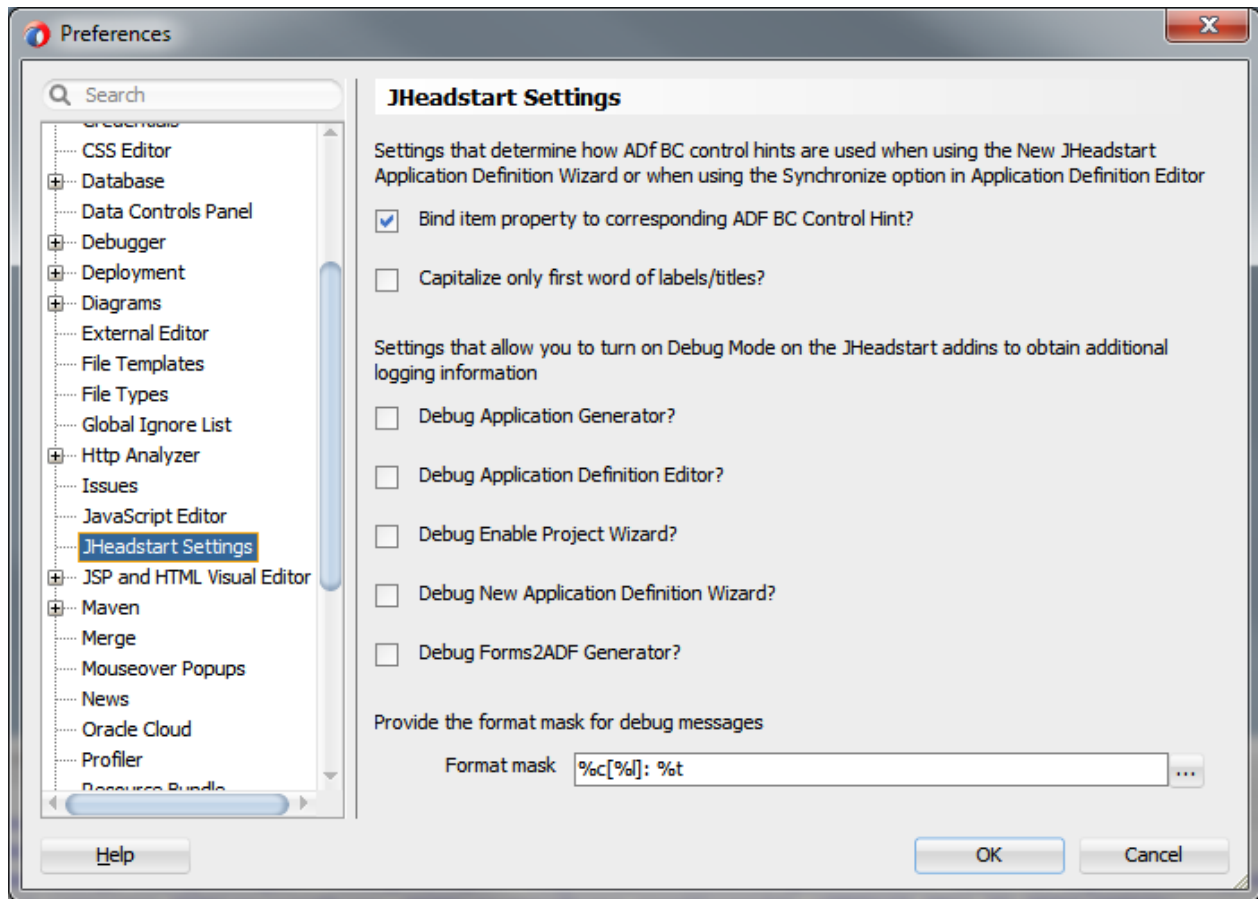 Preferences
Search
Credentials
CSS Editor
Database
Data Controls Panel
Debugger
Deployment
Diagrams
External Editor
File Templates
File Types
Global Ignore List
Http Analyzer
Issues
JavaScript Editor
JHeadstart Settings
JSP and HTML Visual Editor
Maven
Merge
Mouseover Popups
News
Oracle Cloud
Profiler
Resource Bundle
JHeadstart Settings
Settings that determine how ADf BC control hints are used when using the New JHeadstart
Application Definition Wizard or when using the Synchronize option in Application Definition Editor
Bind item property to corresponding ADF BC Control Hint?
Capitalize only first word of labels/titles?
Settings that allow you to turn on Debug Mode on the JHeadstart addins to obtain additional
logging information
Debug Application Generator?
Debug Application Definition Editor?
Debug Enable Project Wizard?
Debug New Application Definition Wizard?
Debug Forms2ADF Generator?
Provide the format mask for debug messages
Format mask %c[%l]: %t ...
Help OK Cancel